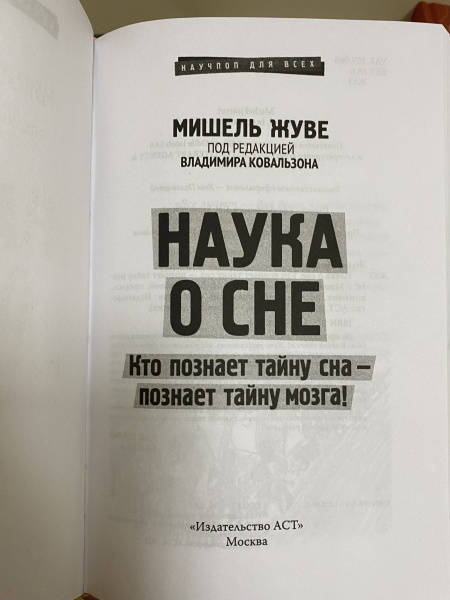 НАУЧПОП ДЛЯ ВСЕХ
МИШЕЛЬ ЖУВЕ
ПОД РЕДАКЦИЕЙ
ВЛАДИМИРА КОВАЛЬЗОНА
НАУКА
О СНЕ
Кто познает тайну сна –
познает тайну мозга!
«Издательство АСТ»
Москва